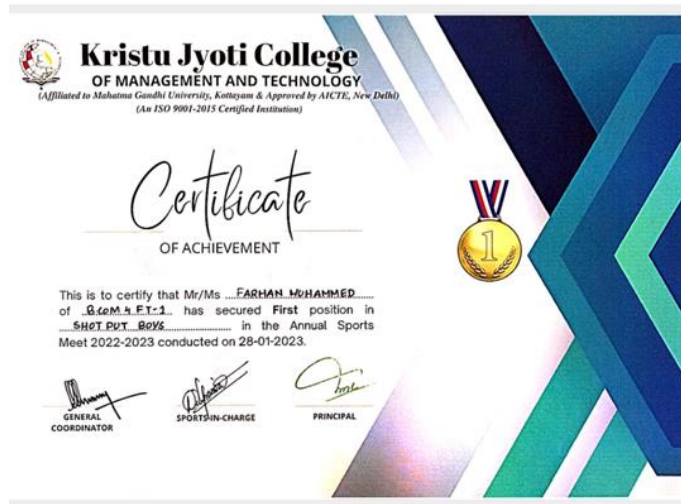 Kristu Jyoti College
OF MANAGEMENT AND TECHNOLOGY
(Affiliated to Mahatma Gandhi University, Kottayam & Approved by AICTE, New Delhi)
(An ISO 9001-2015 Certified Institution)
Certificate
OF ACHIEVEMENT
1
This is to certify that Mr/Ms FARHAN MUHAMMED
of B.COM 4 FT-1 has secured First position in
SHOT PUT BOYS in the Annual Sports
Meet 2022-2023 conducted on 28-01-2023.
GENERAL COORDINATOR
SPORTS-IN-CHARGE
PRINCIPAL